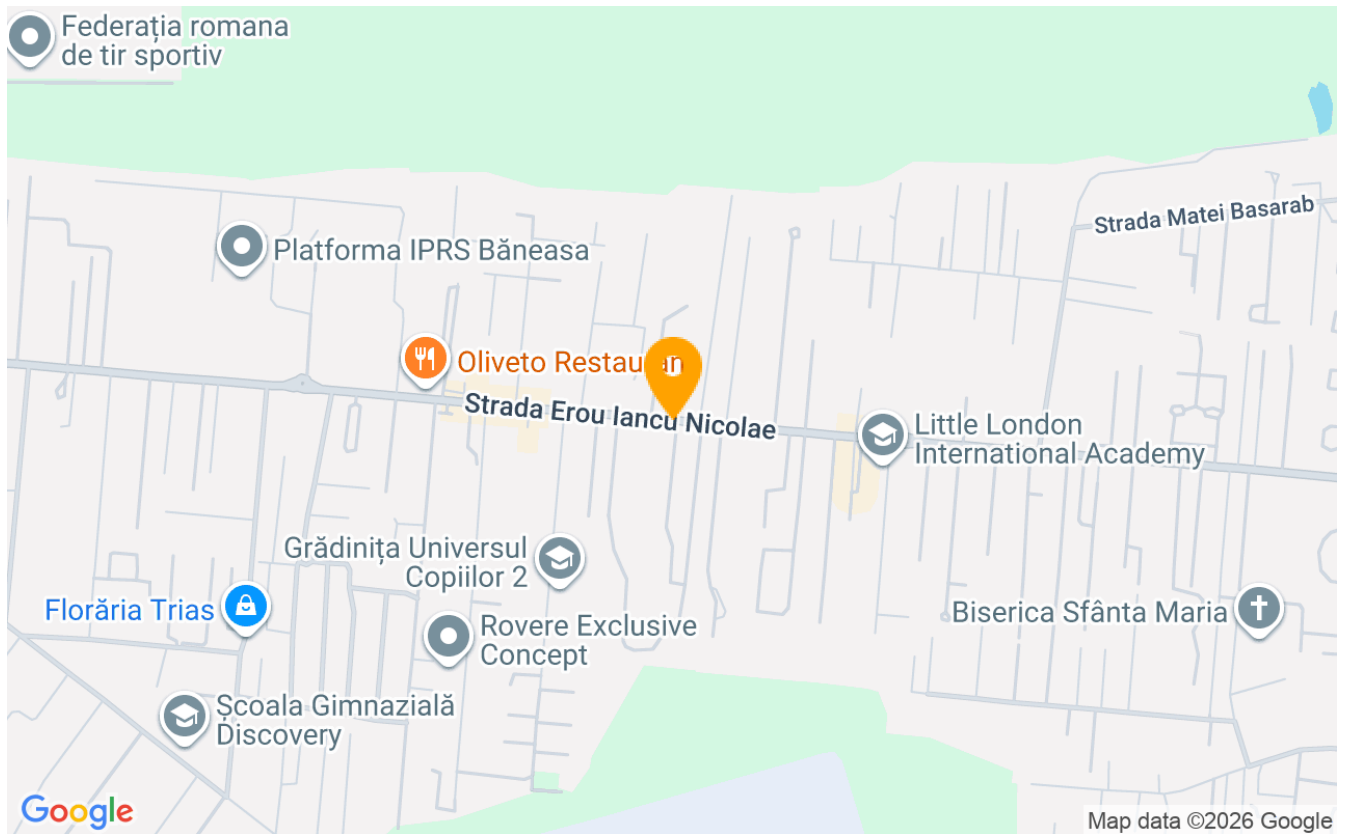 Federația romana
de tir sportiv
Strada Matei Basarab
Platforma IPRS Băneasa
Oliveto Restauran
Strada Erou Iancu Nicolae
Little London
International Academy
Grădinița Universul
Copiilor 2
Florăria Trias
Biserica Sfânta Maria
Rovere Exclusive
Concept
Școala Gimnazială
Discovery
Google
Map data ©2026 Google